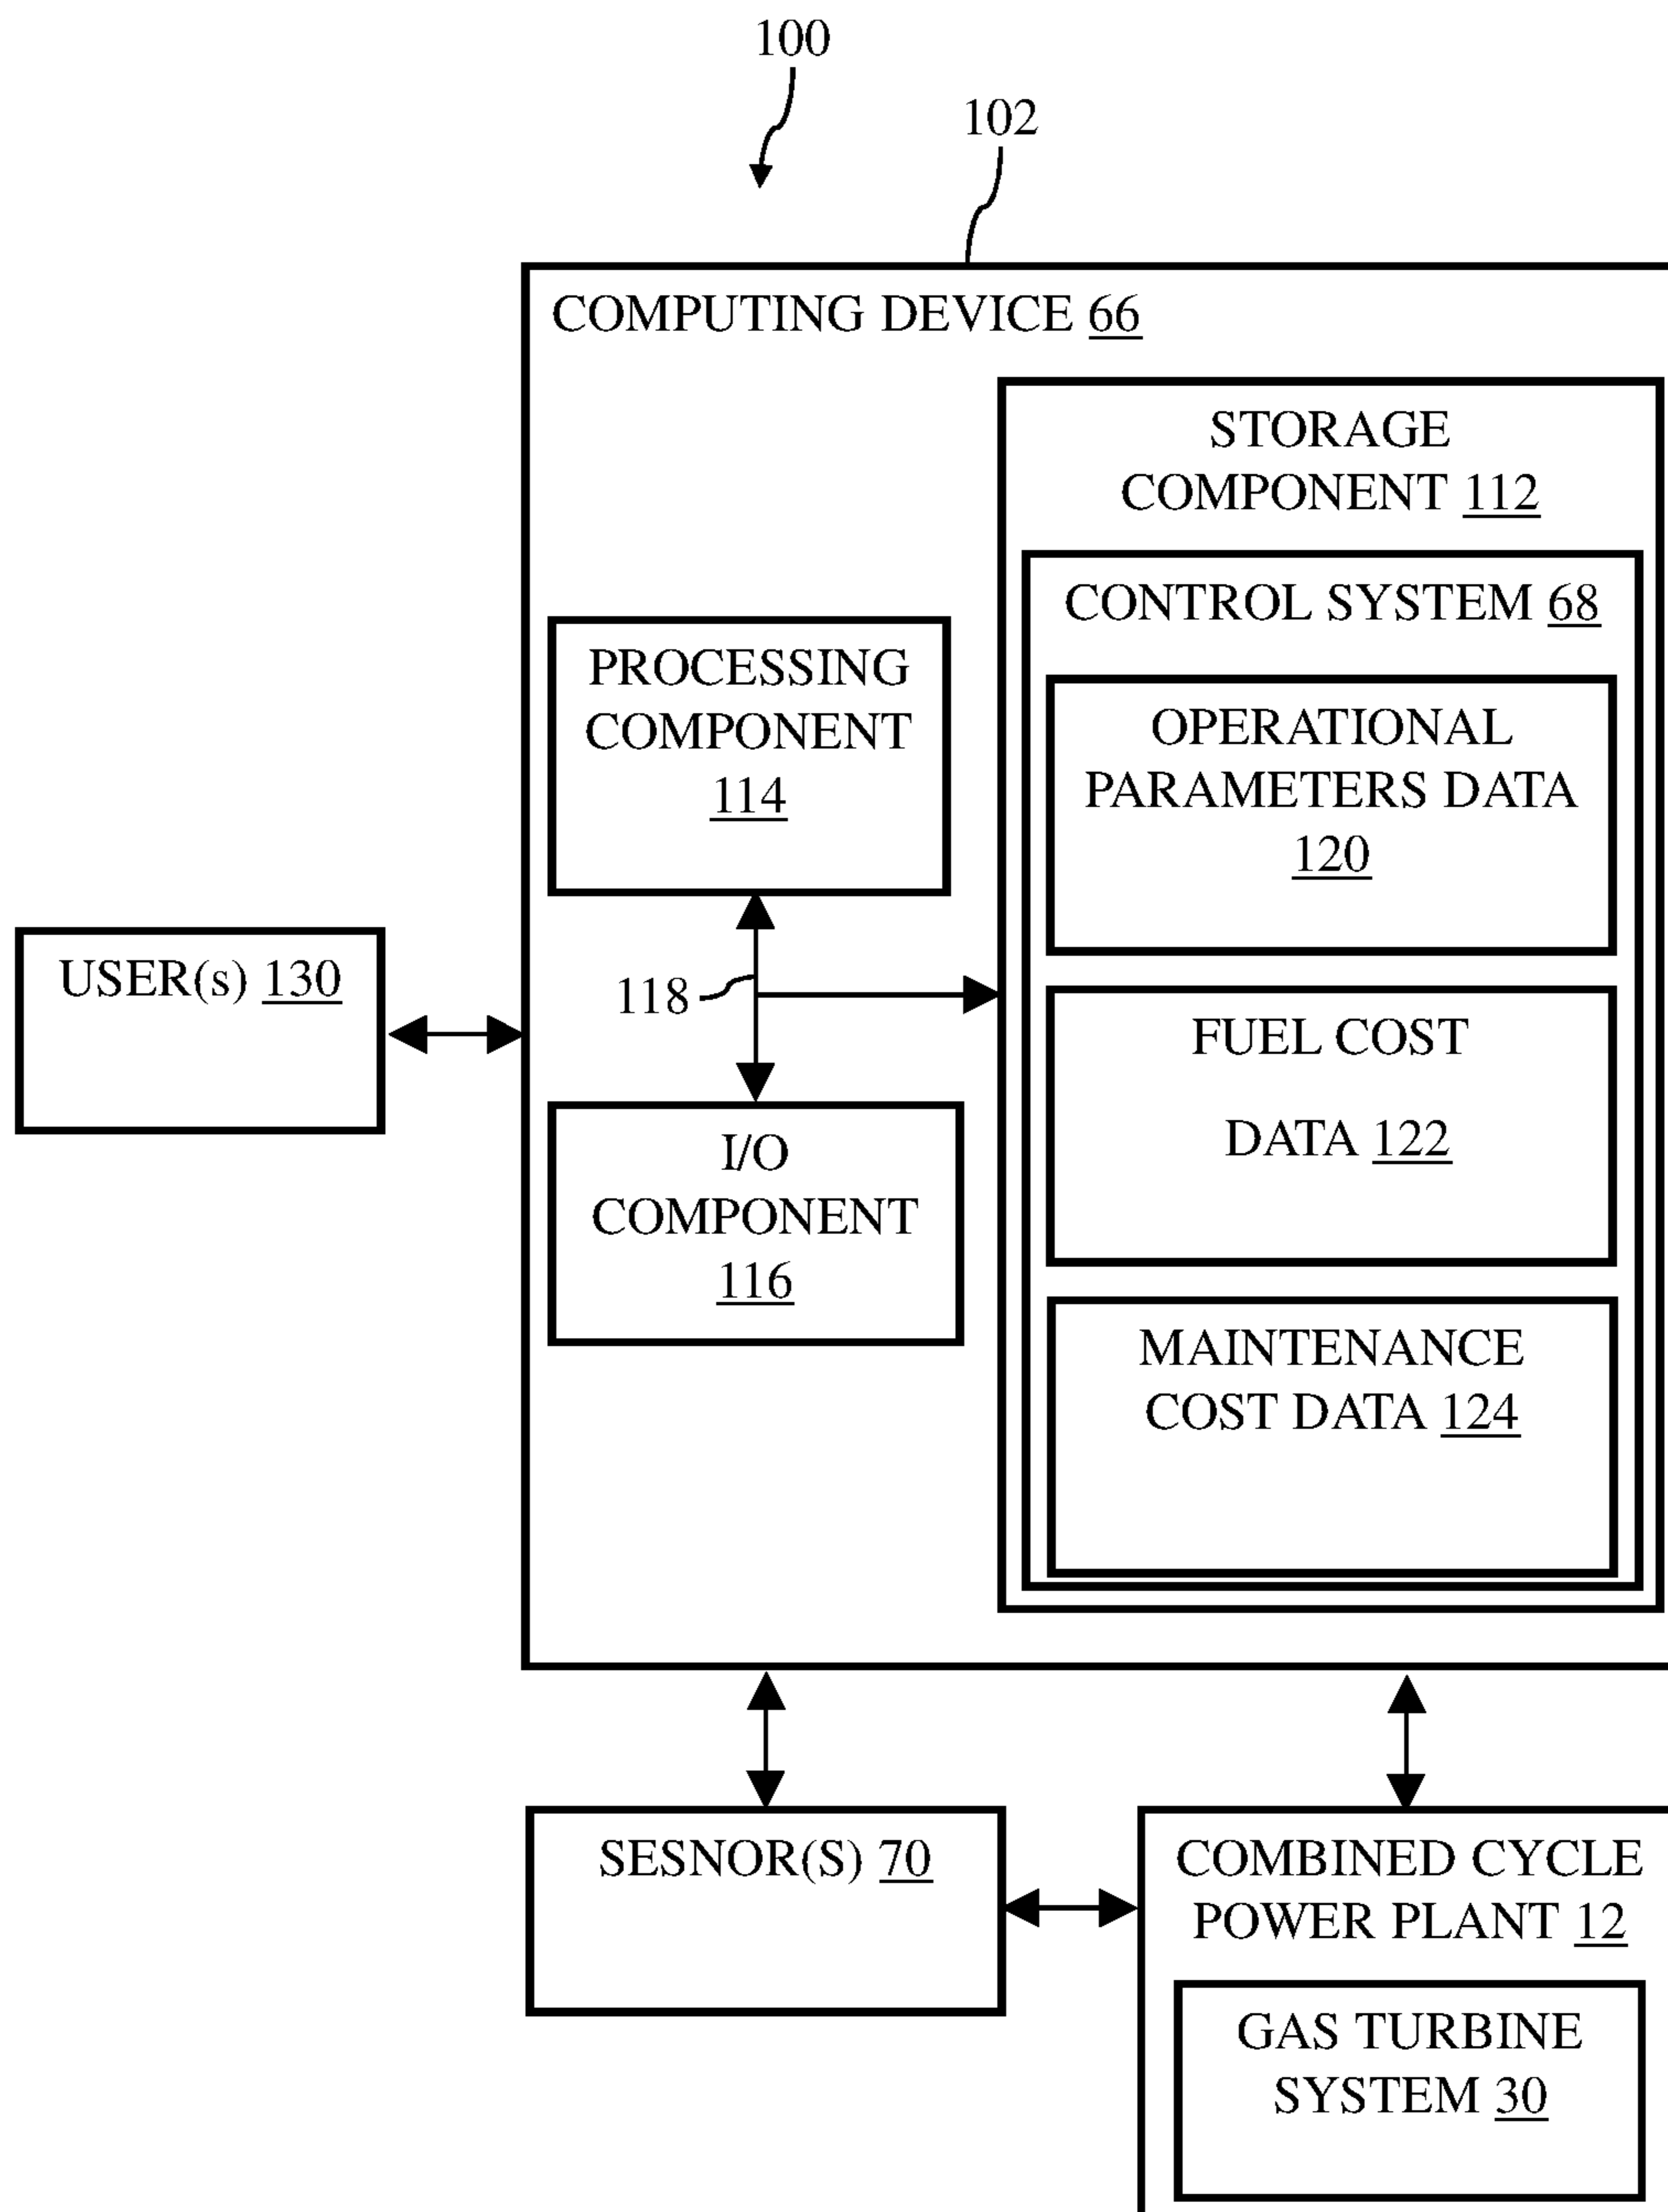 100
102
COMPUTING DEVICE 66
STORAGE
COMPONENT 112
CONTROL SYSTEM 68
PROCESSING
COMPONENT
114
OPERATIONAL
PARAMETERS DATA
120
USER(s) 130
118
FUEL COST
DATA 122
I/O
COMPONENT
116
MAINTENANCE
COST DATA 124
SESNOR(S) 70
COMBINED CYCLE
POWER PLANT 12
GAS TURBINE
SYSTEM 30